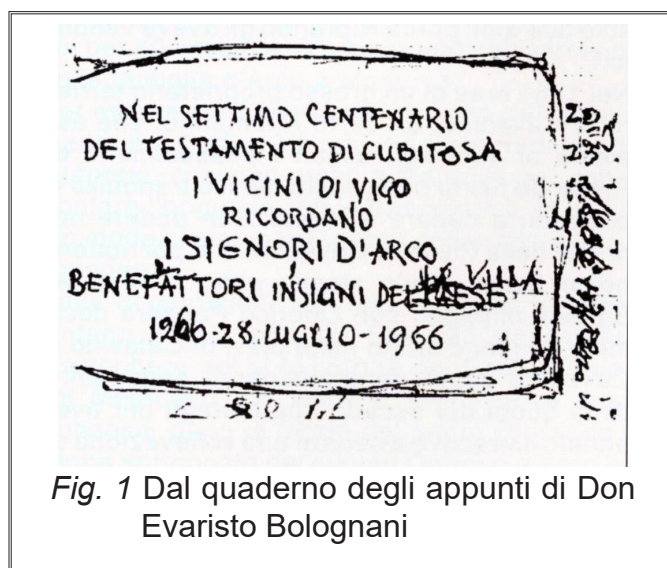 NEL SETTIMO CENTENARIO
DEL TESTAMENTO DI CUBITOSA
I VICINI DI VIGO
RICORDANO
I SIGNORI D'ARCO
BENEFATTORI INSIGNI DELLA VILLA
1266-28 LUGLIO-1966
Fig. 1 Dal quaderno degli appunti di Don
Evaristo Bolognani